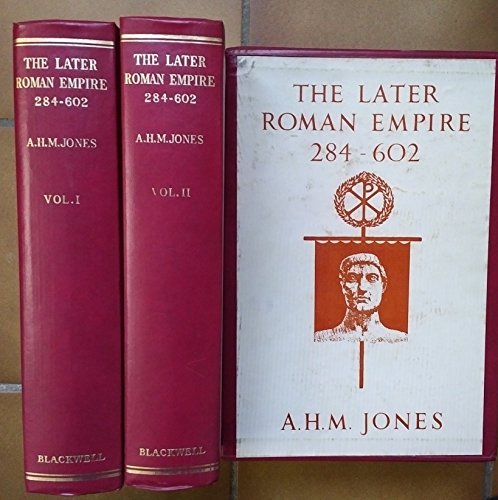 THE LATER
ROMAN EMPIRE
284-602
A.H.M.JONES
VOL.I
BLACKWELL
THE LATER
ROMAN EMPIRE
284-602
A.H.M.JONES
VOL.II
BLACKWELL
THE LATER
ROMAN EMPIRE
284-602
A.H.M. JONES